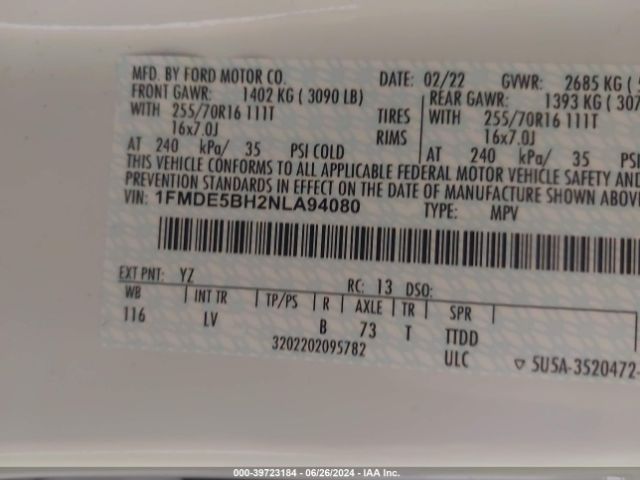 MFD. BY FORD MOTOR CO. DATE: 02/22 GVWR: 2685 KG
FRONT GAWR: 1402 KG ( 3090 LB) REAR GAWR: 1393 KG
WITH 255/70R16 111T TIRES WITH 255/70R16 111T
16x7.0J RIMS 16x7.0J
AT 240 kPa/ 35 PSI COLD AT 240 kPa/ 35 PSI
THIS VEHICLE CONFORMS TO ALL APPLICABLE FEDERAL MOTOR VEHICLE SAFETY AND
PREVENTION STANDARDS IN EFFECT ON THE DATE OF MANUFACTURE SHOWN
VIN: 1FMDE5BH2NLA94080 TYPE: MPV
EXT PNT: YZ RC: 13 DSO:
WB INT TR TP/PS R AXLE TR SPR
116 LV B 73 T TTDD
3202202095782 ULC ▽ 5U5A-3520472-
000-39723184 - 06/26/2024 - IAA Inc.